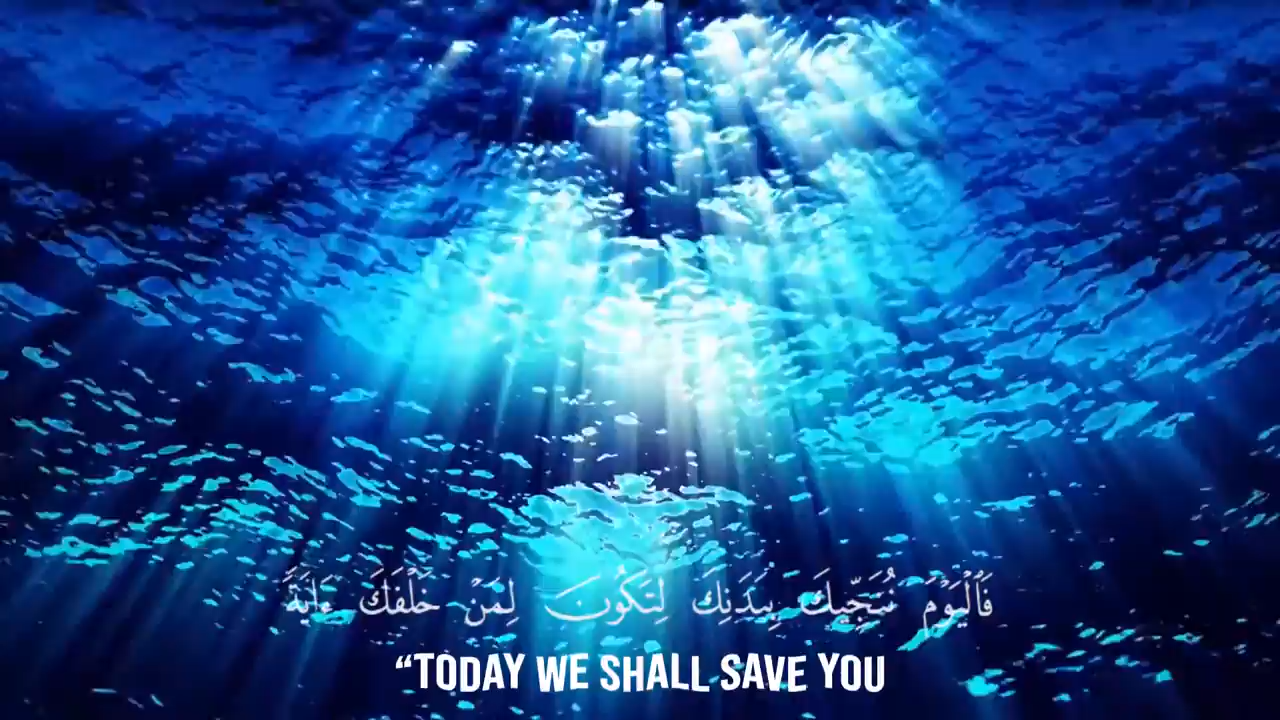 فَٱلْيَوْمَ نُنَجِّيكَ بِبَدَنِكَ لِتَكُونَ لِمَنْ خَلْفَكَ ءَايَةً
“TODAY WE SHALL SAVE YOU